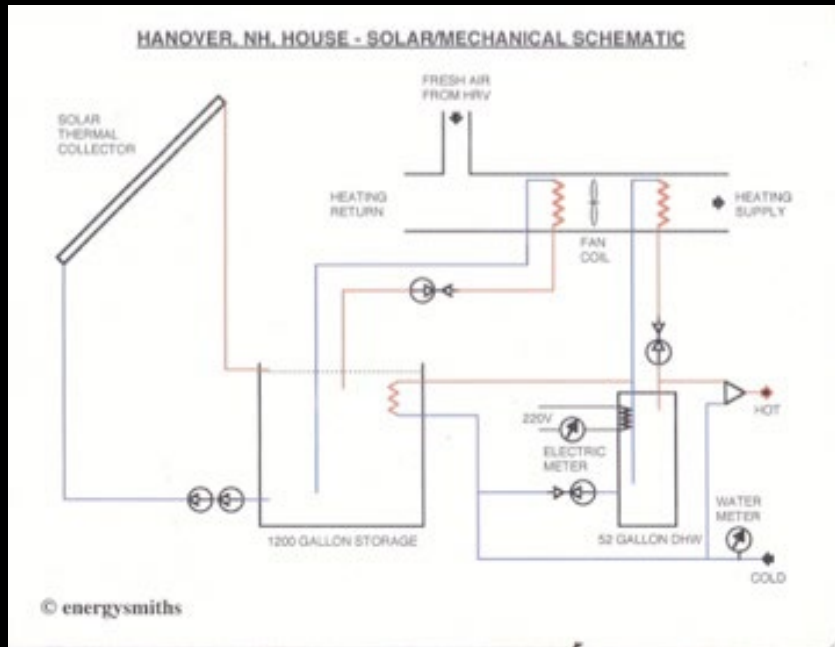 HANOVER, NH, HOUSE - SOLAR/MECHANICAL SCHEMATIC
FRESH AIR
FROM HRV
SOLAR
THERMAL
COLLECTOR
HEATING
RETURN
HEATING
SUPPLY
FAN
COIL
220V
HOT
ELECTRIC
METER
WATER
METER
1200 GALLON STORAGE
52 GALLON DHW
COLD
© energysmiths